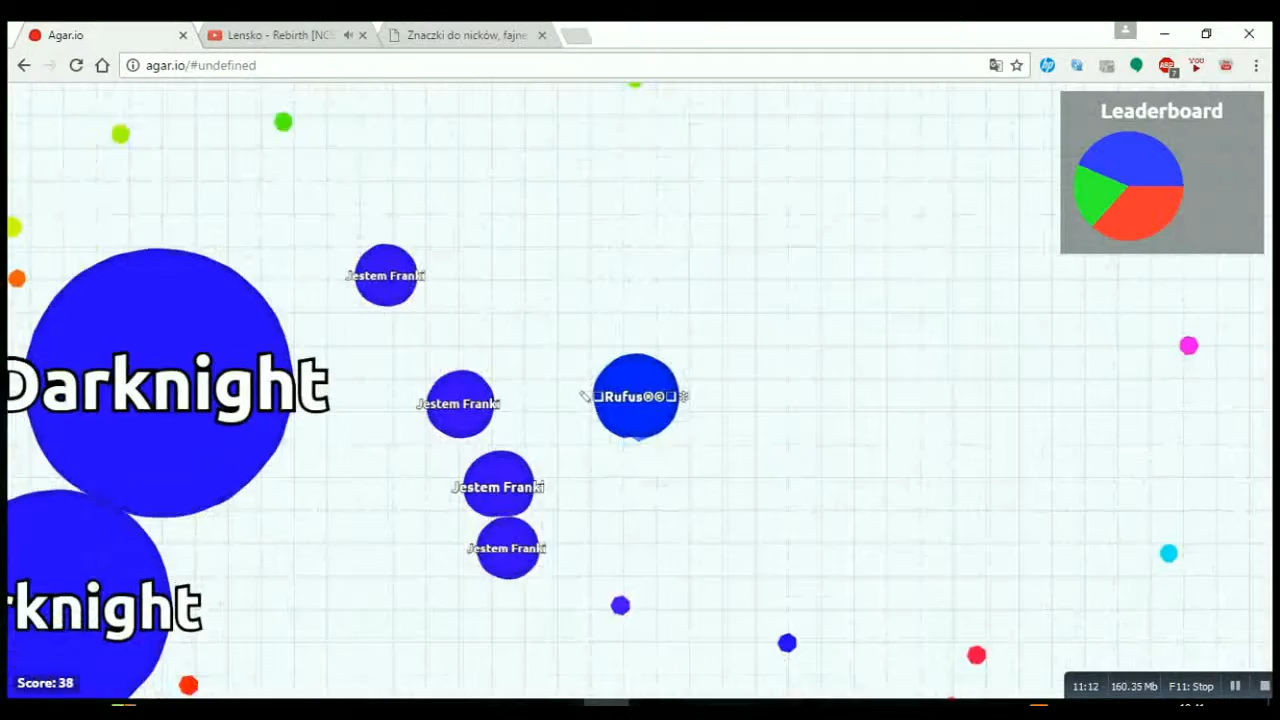 Agar.io
Lensko - Rebirth [NC
Znaczki do nicków, fajne
agar.io/#undefined
Leaderboard
Jestem Franki
Darknight
Jestem Franki
Rufus®©
Jestem Franki
Jestem Franki
rknight
Score: 38
11:12
160.35 Mb
F11: Stop